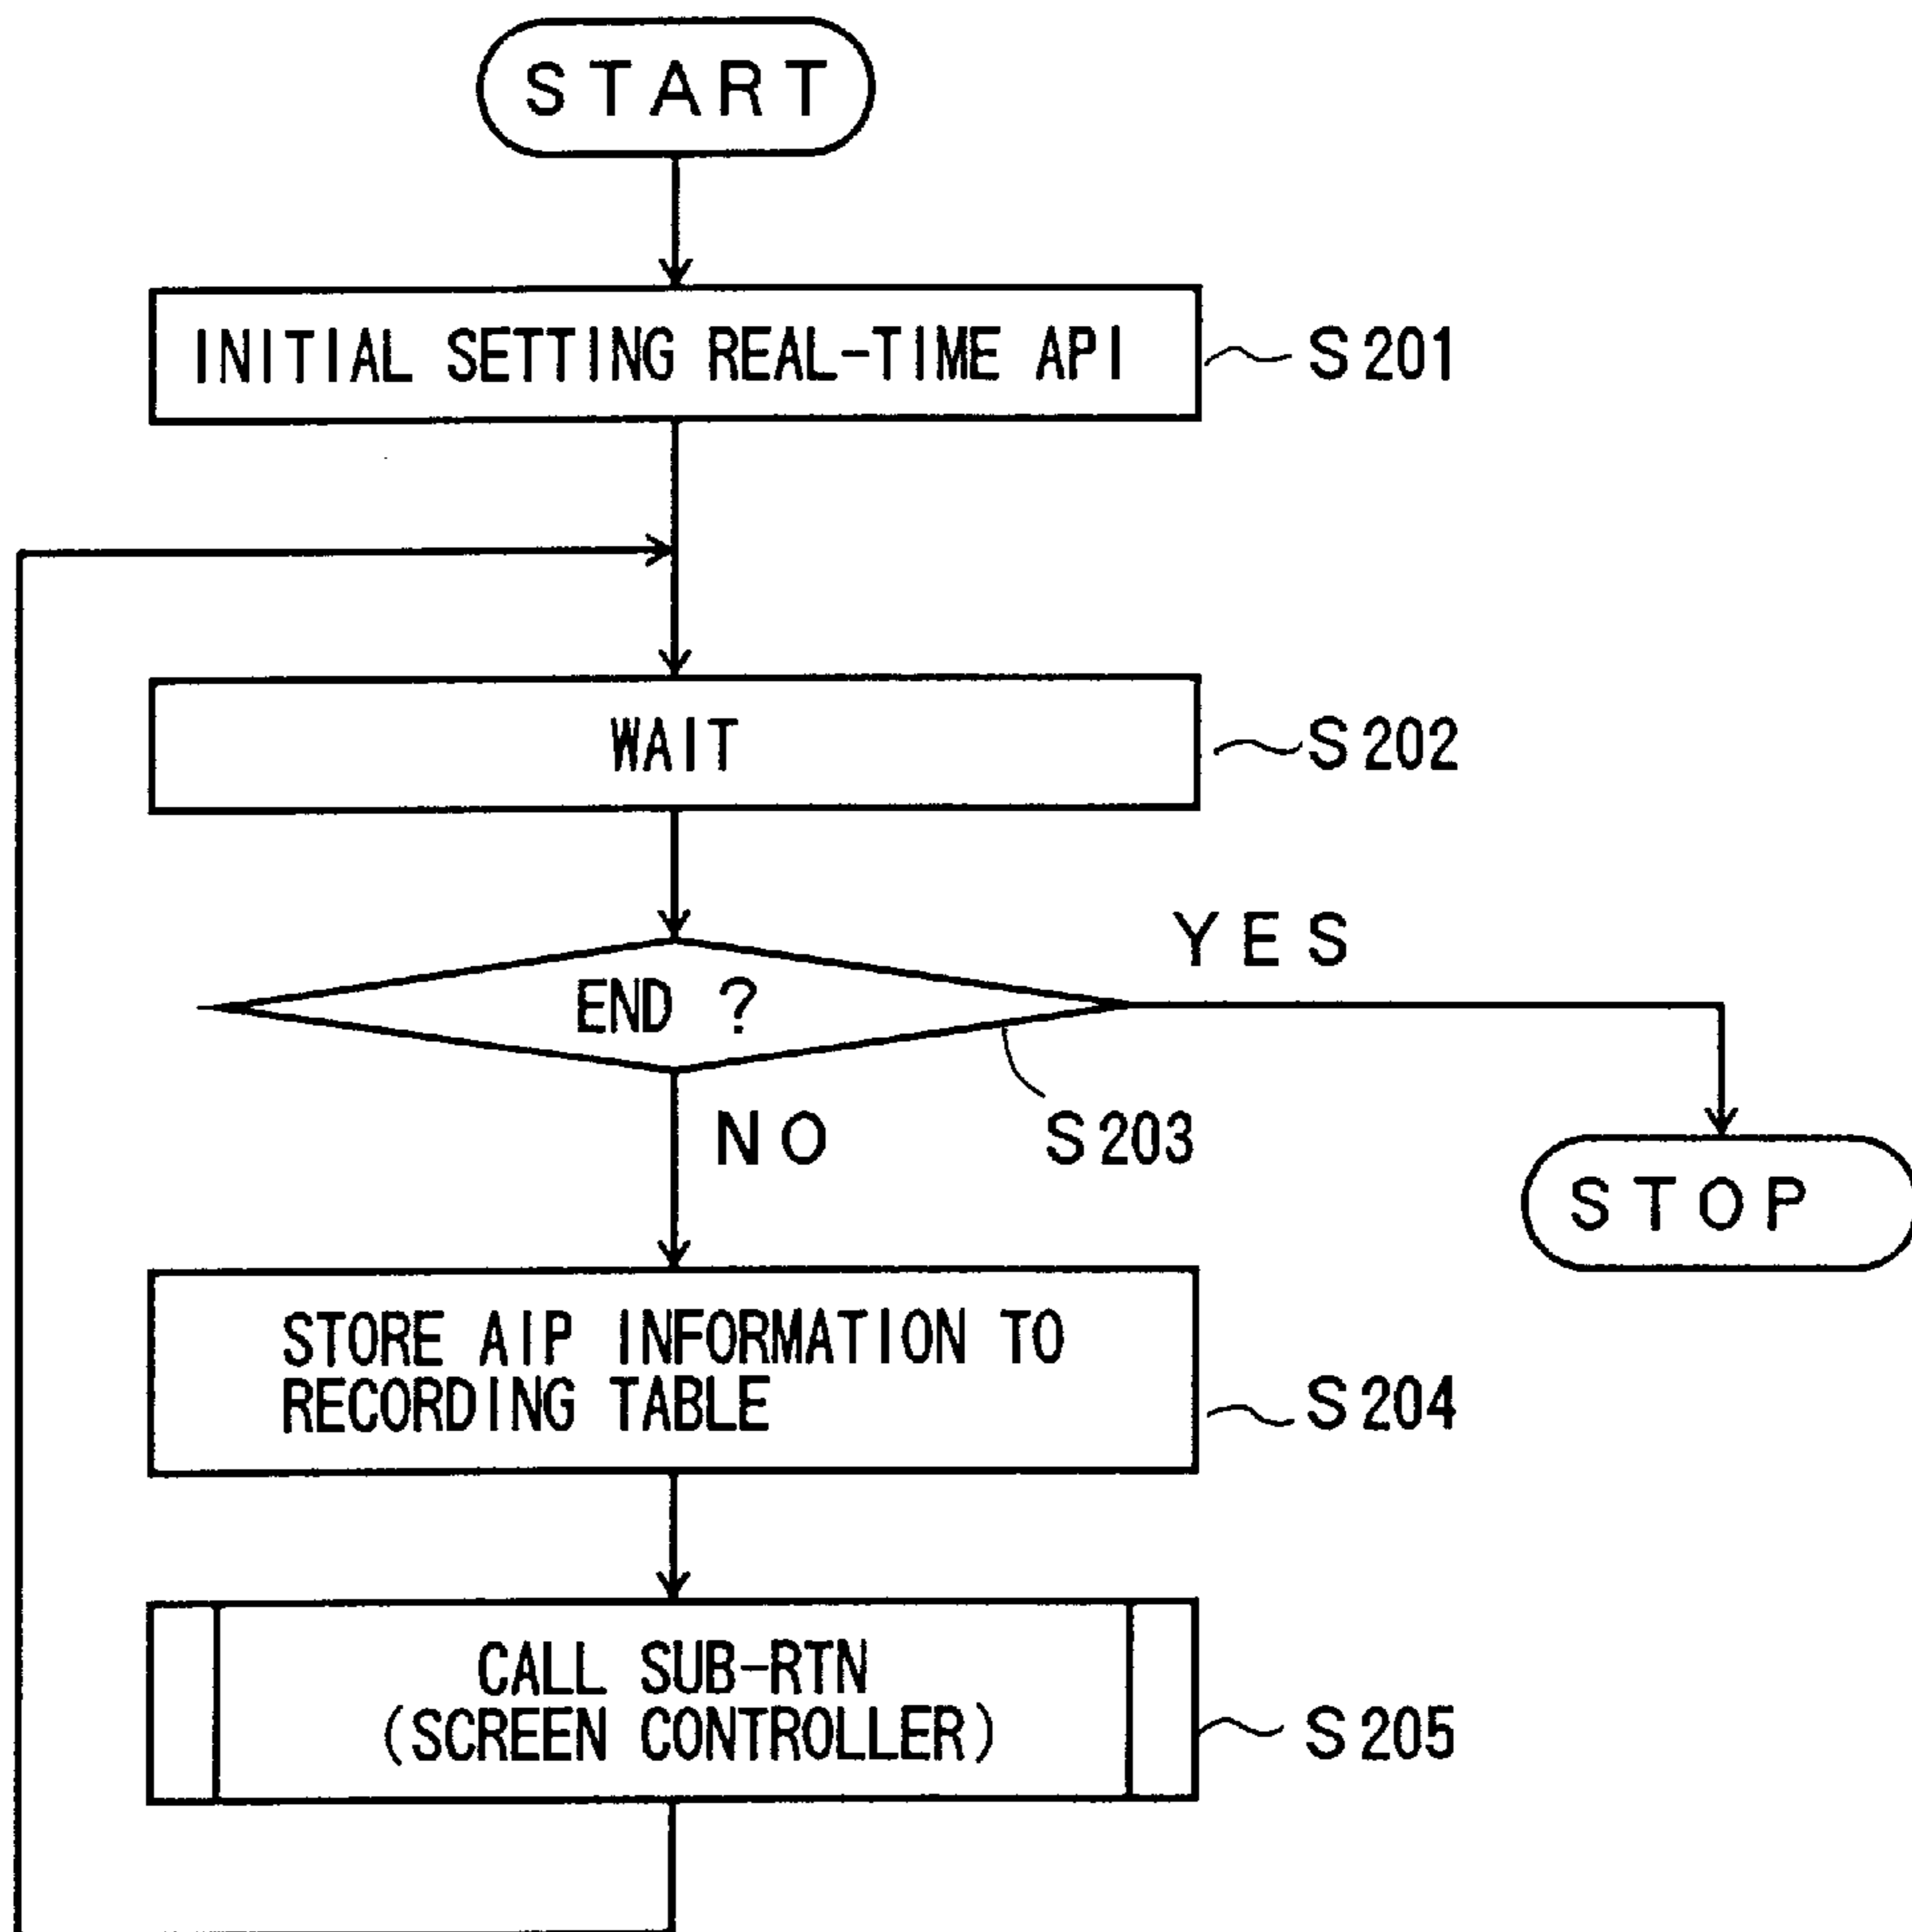 START
INITIAL SETTING REAL-TIME API
S201
WAIT
S202
YES
END ?
NO
S203
STOP
STORE AIP INFORMATION TO
RECORDING TABLE
S204
CALL SUB-RTN
(SCREEN CONTROLLER)
S205